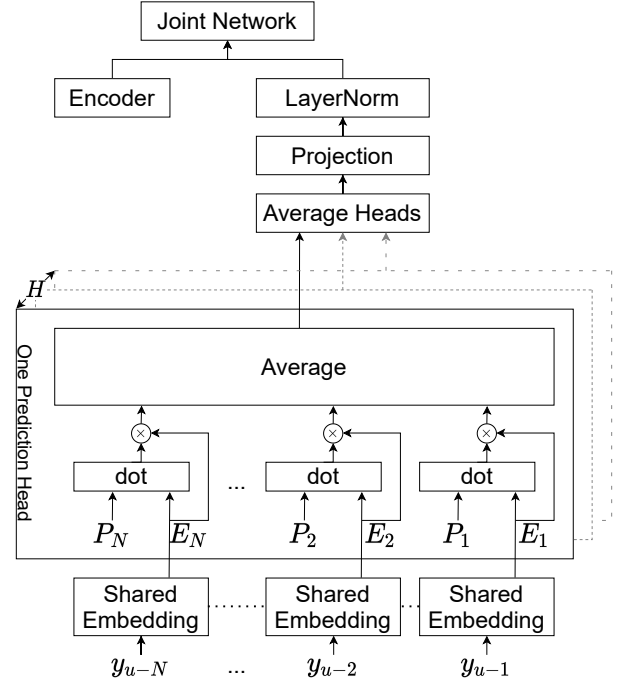 Joint Network
Encoder
LayerNorm
Projection
Average Heads
H
One Prediction Head
Average
× × ×
dot ... dot dot
P_N E_N P_2 E_2 P_1 E_1
Shared Embedding
Shared Embedding
Shared Embedding
y_{u-N} ... y_{u-2} y_{u-1}